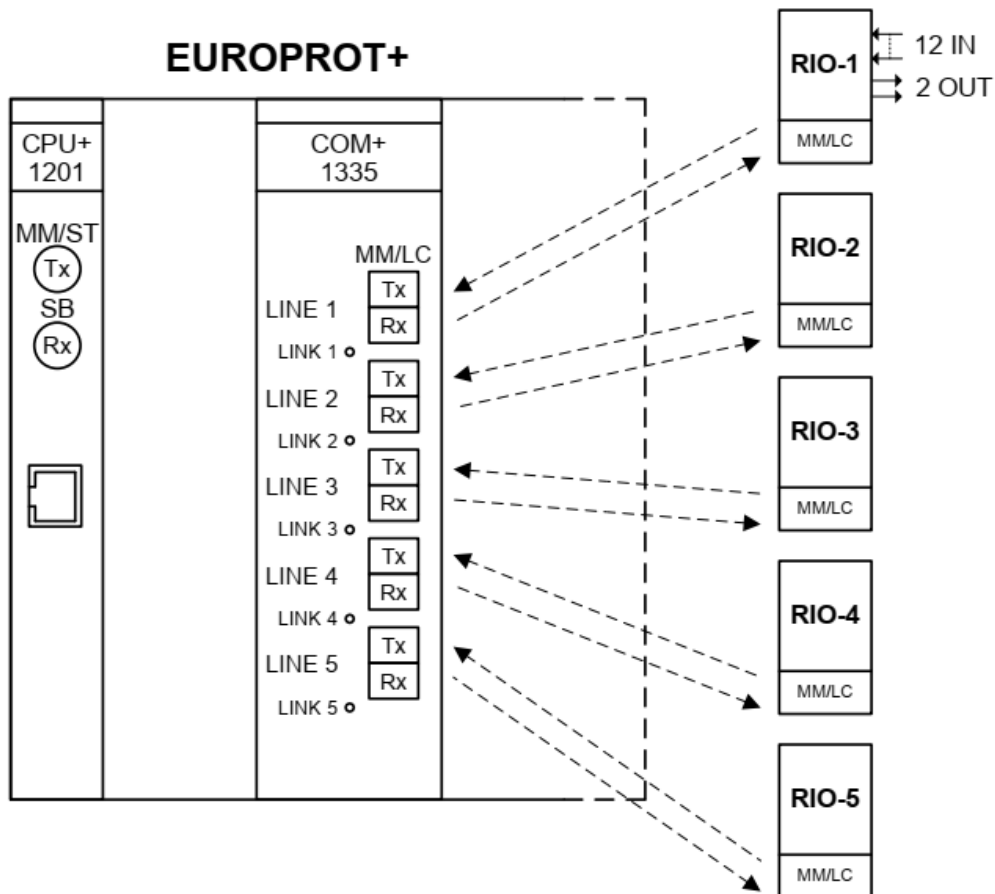 EUROPROT+
CPU+
1201
MM/ST
Tx
SB
Rx
COM+
1335
MM/LC
LINE 1
Tx
Rx
LINK 1
LINE 2
Tx
Rx
LINK 2
LINE 3
Tx
Rx
LINK 3
LINE 4
Tx
Rx
LINK 4
LINE 5
Tx
Rx
LINK 5
RIO-1
12 IN
2 OUT
MM/LC
RIO-2
MM/LC
RIO-3
MM/LC
RIO-4
MM/LC
RIO-5
MM/LC